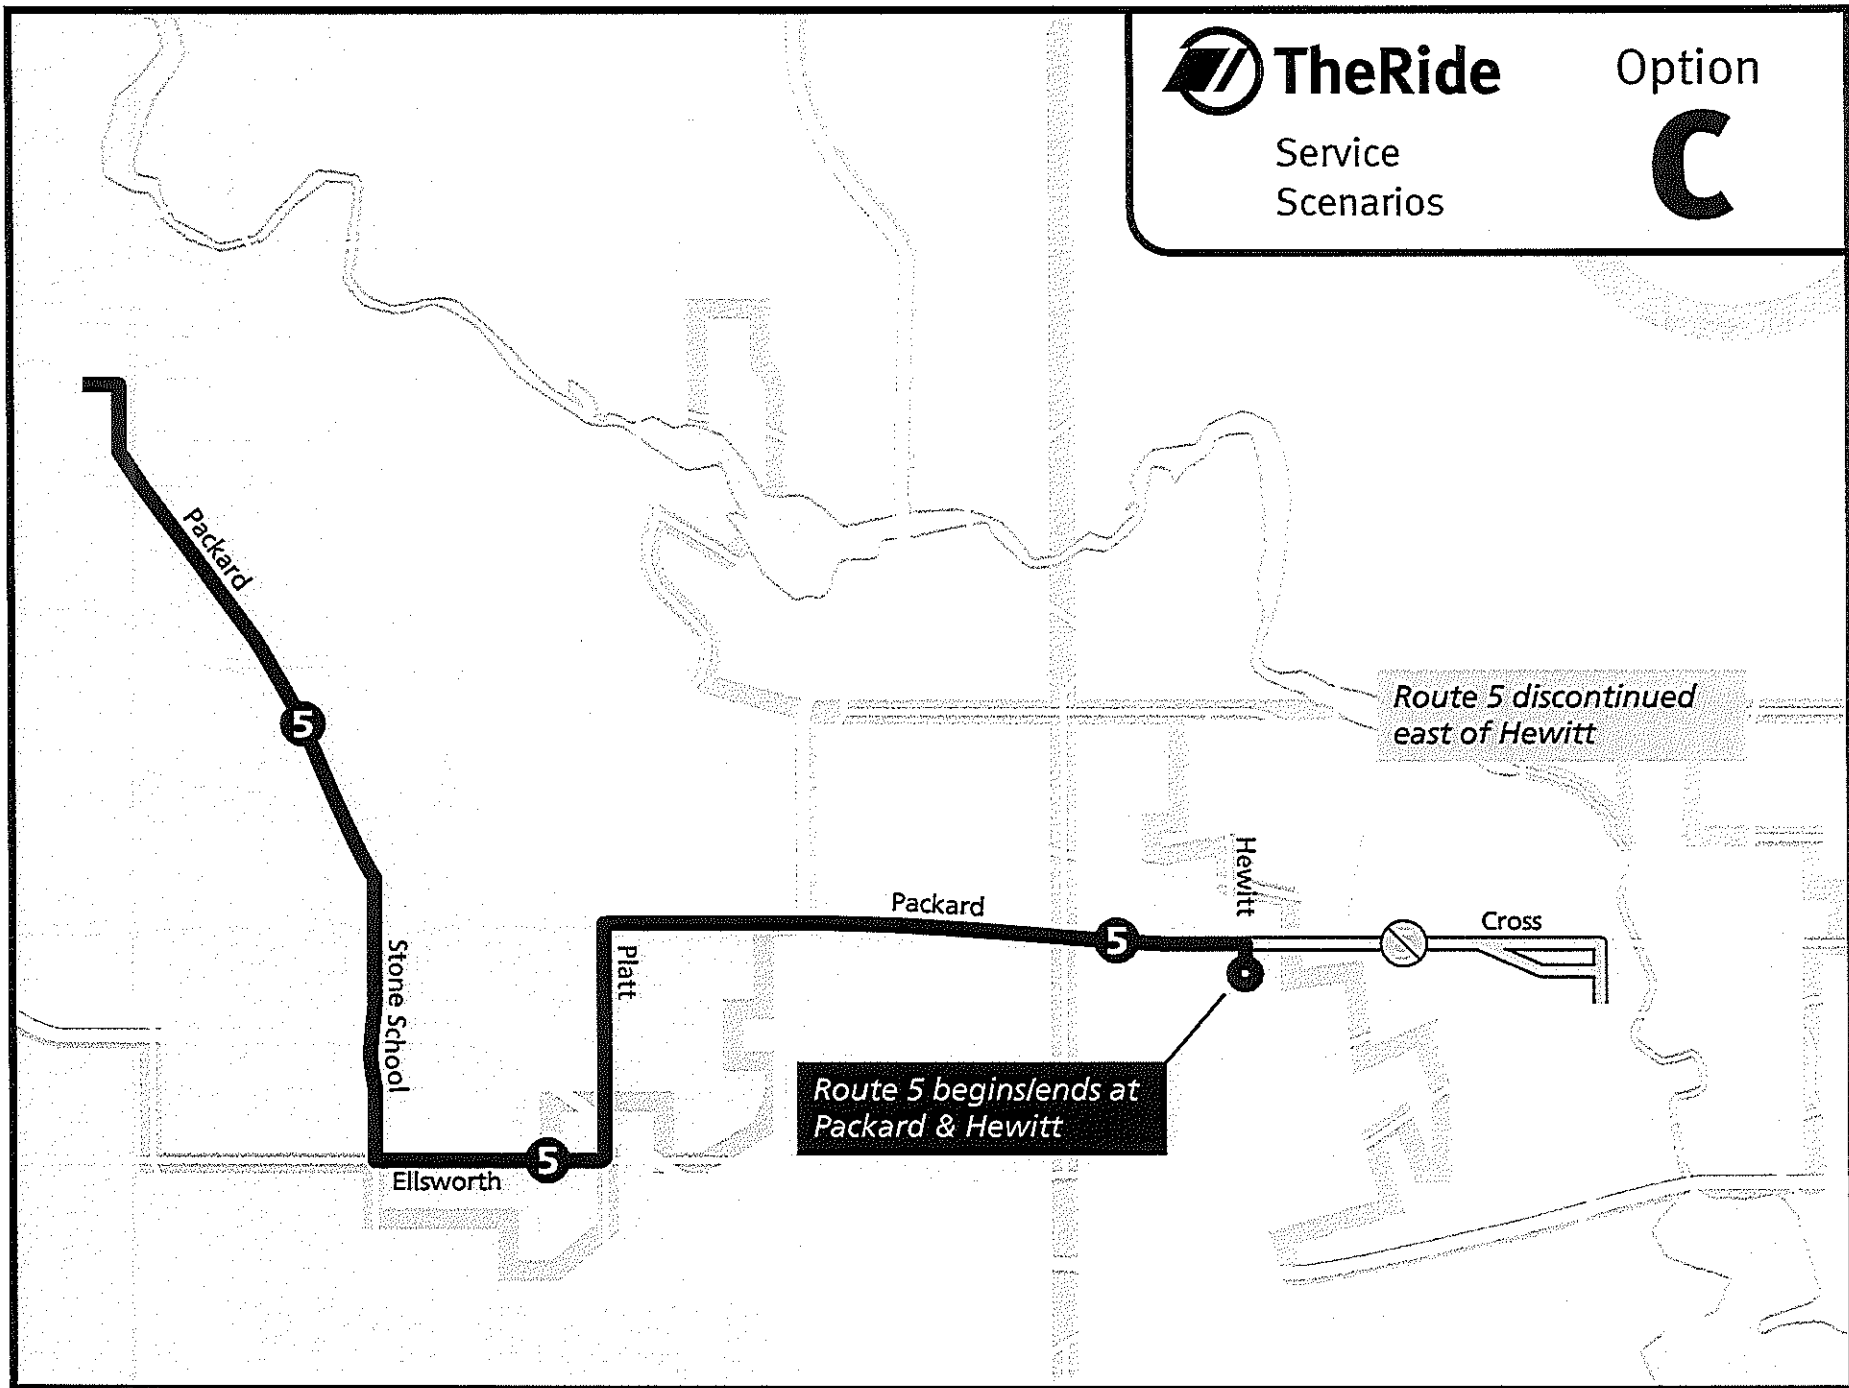 TheRide
Option
C
Service
Scenarios
Packard
5
Route 5 discontinued
east of Hewitt
Hewitt
Packard
5
Cross
Platt
Stone School
Route 5 begins/ends at
Packard & Hewitt
5
Ellsworth